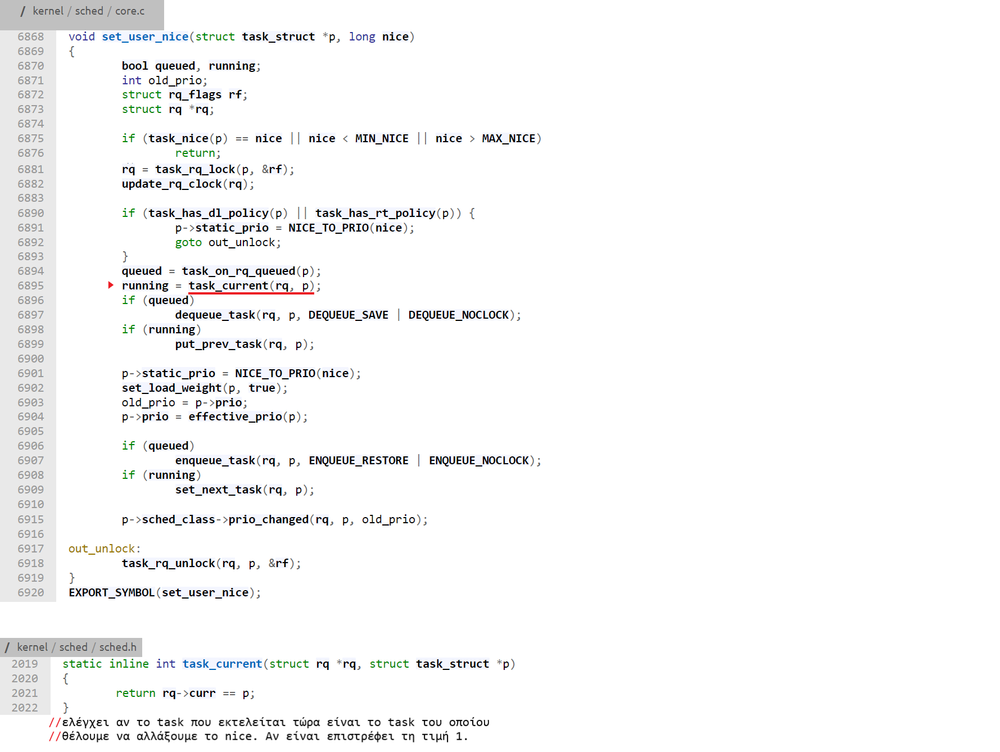 / kernel / sched / core.c
6868 void set_user_nice(struct task_struct *p, long nice)
6869 {
6870 bool queued, running;
6871 int old_prio;
6872 struct rq_flags rf;
6873 struct rq *rq;
6874
6875 if (task_nice(p) == nice || nice < MIN_NICE || nice > MAX_NICE)
6876 return;
6881 rq = task_rq_lock(p, &rf);
6882 update_rq_clock(rq);
6883
6890 if (task_has_dl_policy(p) || task_has_rt_policy(p)) {
6891 p->static_prio = NICE_TO_PRIO(nice);
6892 goto out_unlock;
6893 }
6894 queued = task_on_rq_queued(p);
6895 running = task_current(rq, p);
6896 if (queued)
6897 dequeue_task(rq, p, DEQUEUE_SAVE | DEQUEUE_NOCLOCK);
6898 if (running)
6899 put_prev_task(rq, p);
6900
6901 p->static_prio = NICE_TO_PRIO(nice);
6902 set_load_weight(p, true);
6903 old_prio = p->prio;
6904 p->prio = effective_prio(p);
6905
6906 if (queued)
6907 enqueue_task(rq, p, ENQUEUE_RESTORE | ENQUEUE_NOCLOCK);
6908 if (running)
6909 set_next_task(rq, p);
6910
6915 p->sched_class->prio_changed(rq, p, old_prio);
6916
6917 out_unlock:
6918 task_rq_unlock(rq, p, &rf);
6919 }
6920 EXPORT_SYMBOL(set_user_nice);
/ kernel / sched / sched.h
2019 static inline int task_current(struct rq *rq, struct task_struct *p)
2020 {
2021 return rq->curr == p;
2022 }
//ελέγχει αν το task που εκτελείται τώρα είναι το task του οποίου
//θέλουμε να αλλάξουμε το nice. Αν είναι επιστρέφει τη τιμή 1.